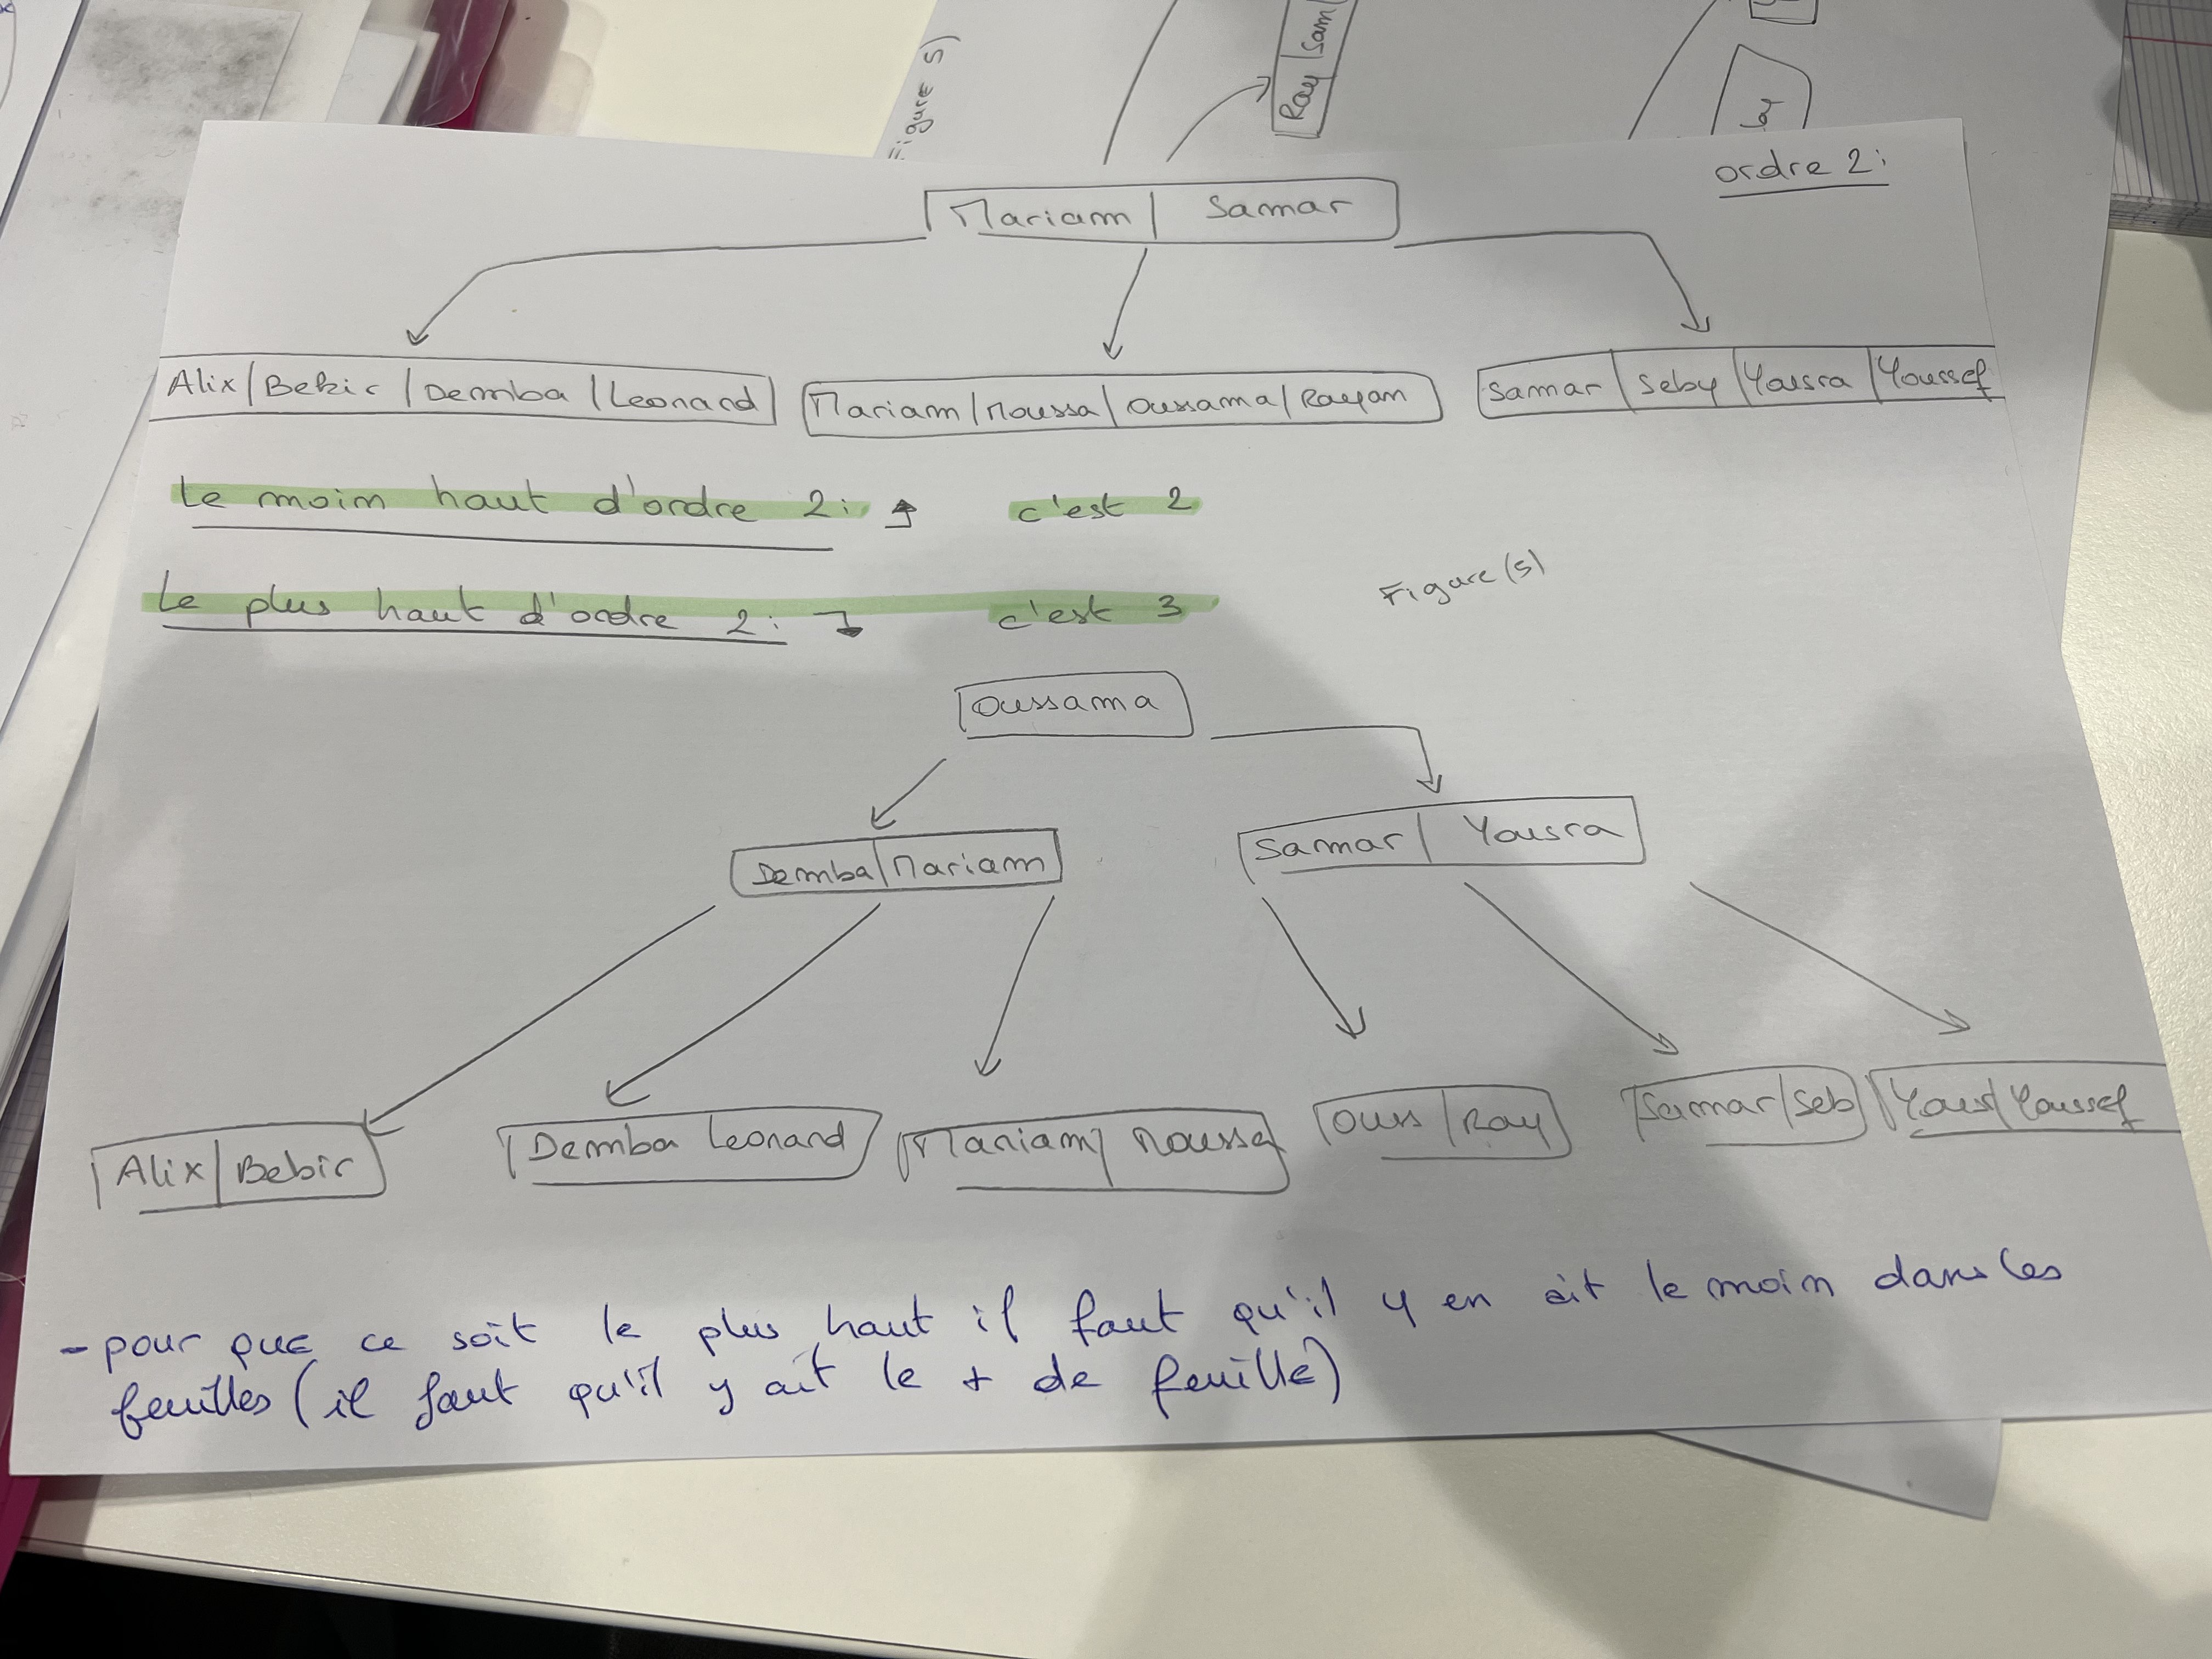 Figure 5)
Ray | Sam
ordre 2:
Mariam | Samar
Alix | Bekir | Demba | Leonard
Mariam | Moussa | Oussama | Rayan
Samar | Seby | Yousra | Youssef
Le moin haut d'ordre 2: c'est 2
Le plus haut d'ordre 2: c'est 3
Figure (5)
Oussama
Demba | Mariam
Samar | Yousra
Alix | Bebir
Demba Leonard
Mariam | Moussa
Ouss | Ray
Samar | Seb
Yous | Youssef
- pour que ce soit le plus haut il faut qu'il y en ait le moin dans les
feuilles (il faut qu'il y ait le + de feuille)